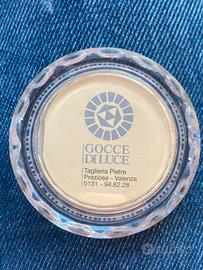 GOCCE
DI LUCE
Taglieria Pietre
Preziose - Valenza
0131 - 94.62.28